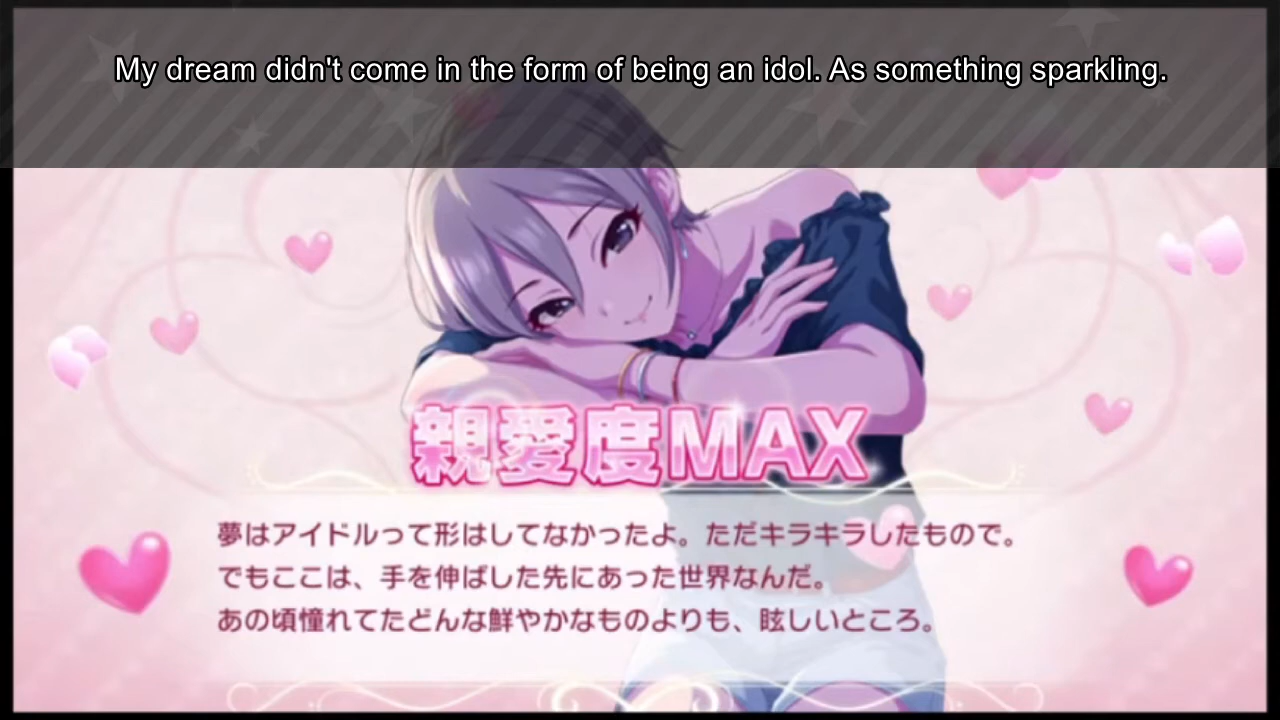 My dream didn't come in the form of being an idol. As something sparkling.
親愛度MAX
夢はアイドルって形はしてなかったよ。ただキラキラしたもので。
でもここは、手を伸ばした先にあった世界なんだ。
あの頃憧れてたどんな鮮やかなものよりも、眩しいところ。